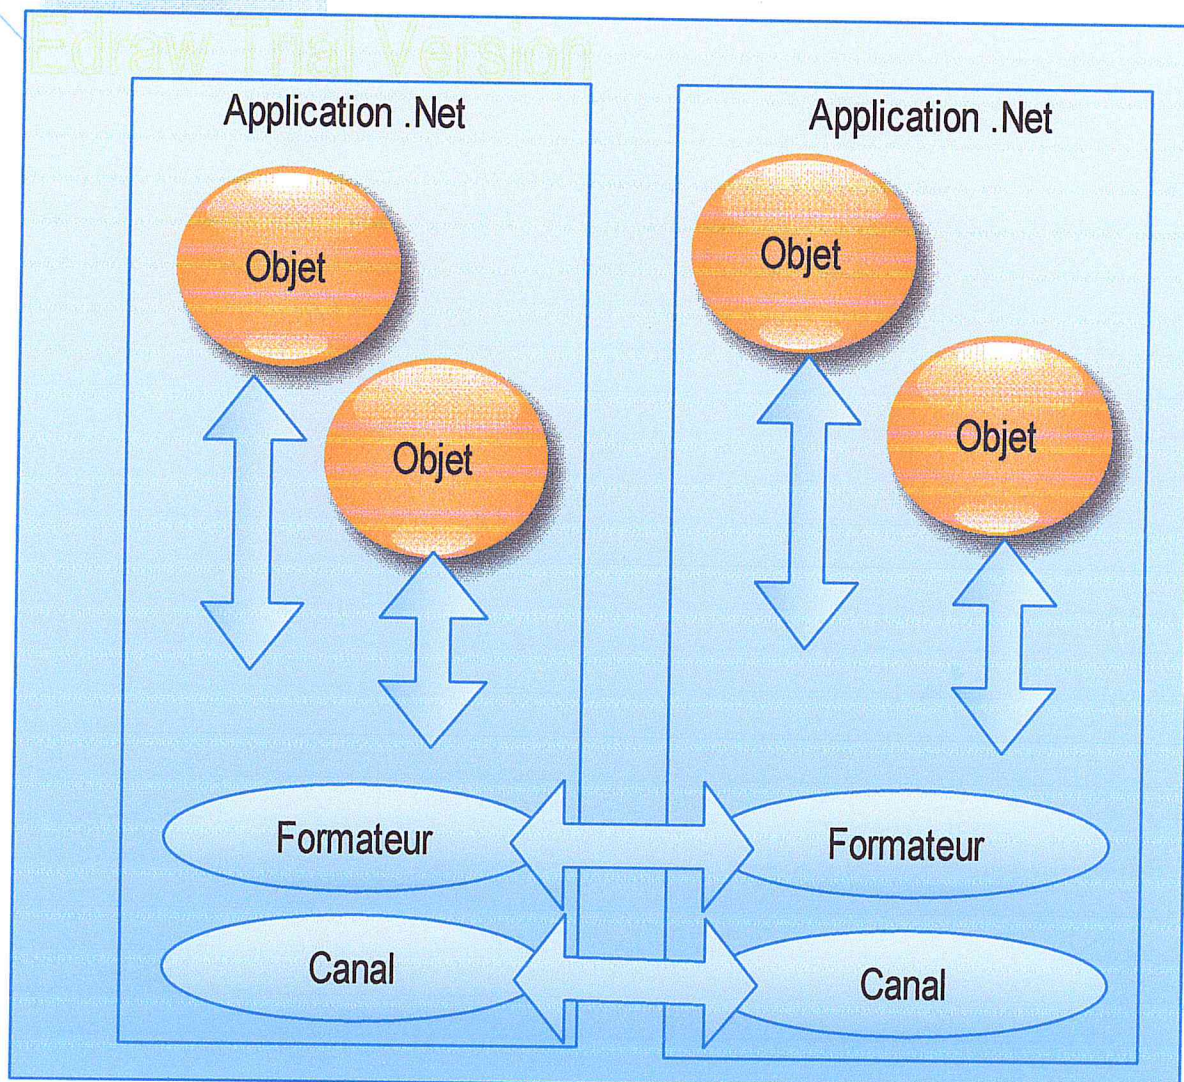 Edraw Trial Version
Application .Net
Objet
Objet
Formateur
Canal
Application .Net
Objet
Objet
Formateur
Canal